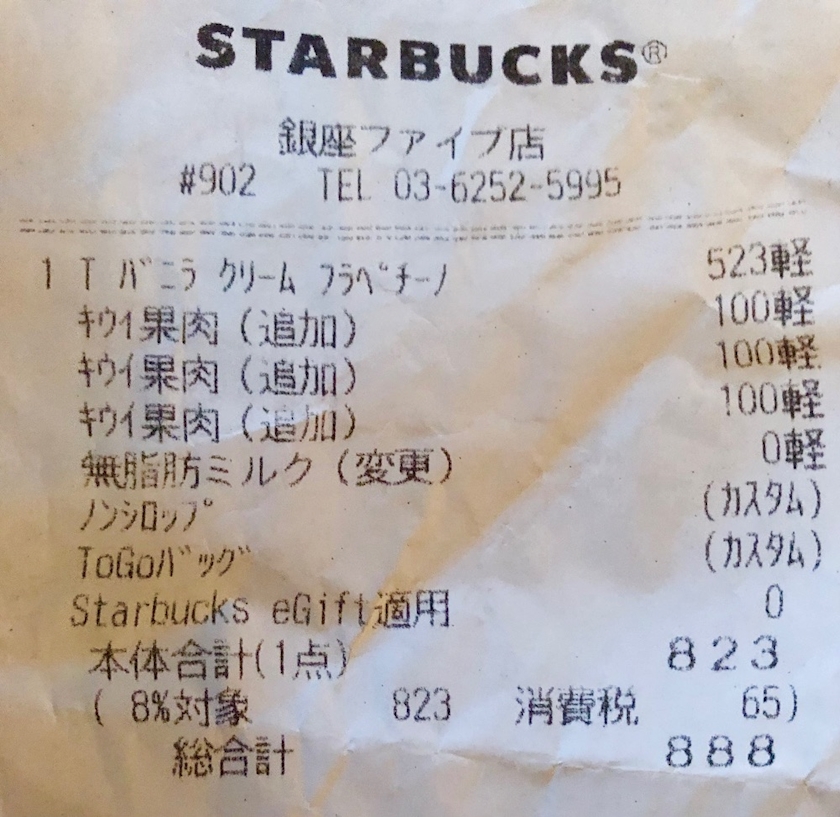 STARBUCKS®
銀座ファイブ店
#902 TEL 03-6252-5995
1 T ﾊﾞﾆﾗ ｸﾘｰﾑ ﾌﾗﾍﾟﾁｰﾉ 523軽
ｷｳｲ果肉(追加) 100軽
ｷｳｲ果肉(追加) 100軽
ｷｳｲ果肉(追加) 100軽
無脂肪ミルク(変更) 0軽
ﾉﾝｼﾛｯﾌﾟ (ｶｽﾀﾑ)
ToGoﾊﾞｯｸﾞ (ｶｽﾀﾑ)
Starbucks eGift適用 0
本体合計(1点) 823
( 8%対象 823 消費税 65)
総合計 888